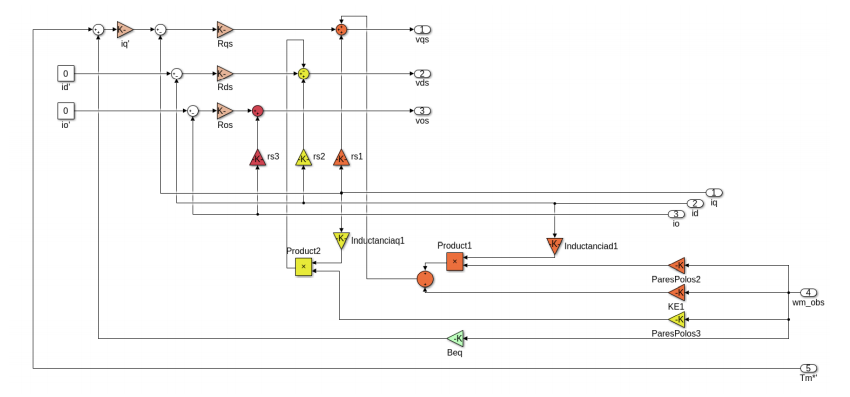 K-
iq'
K-
Rqs
1
vqs
0
id'
K-
Rds
2
vds
0
io'
K-
Ros
3
vos
-K-
rs3
-K-
rs2
-K-
rs1
1
iq
2
id
3
io
-K-
Inductanciaq1
-K-
Inductanciad1
Product2
×
Product1
×
-K
ParesPolos2
-K
KE1
4
wm_obs
-K
ParesPolos3
-K
Beq
5
Tm*'